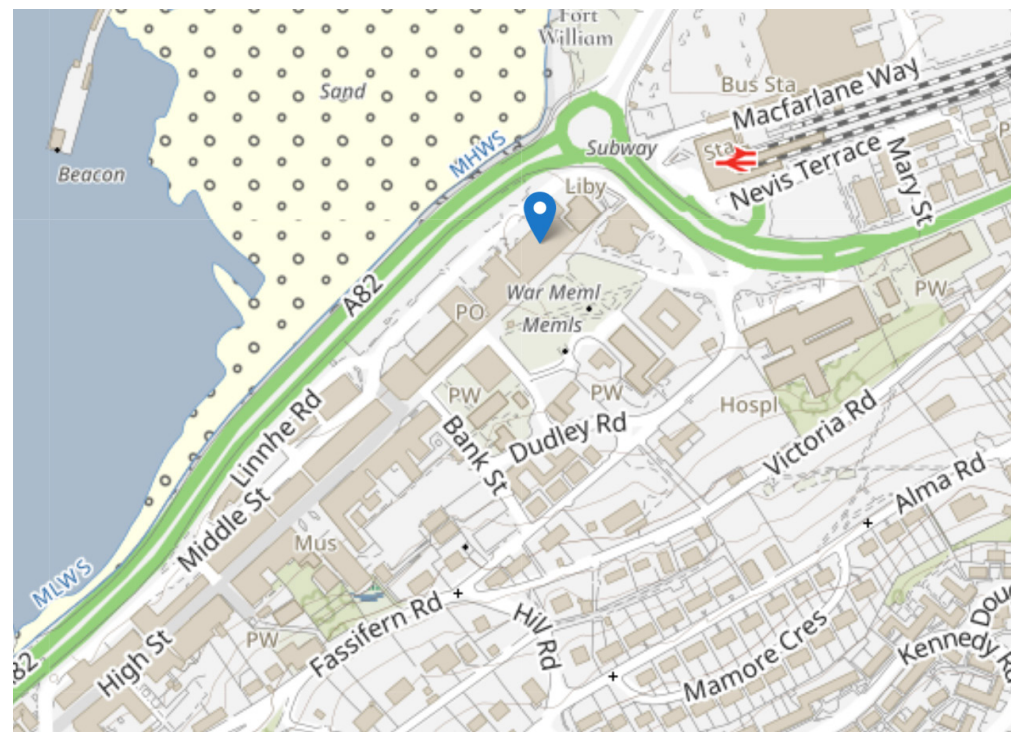 Fort
William
Bus Sta
Macfarlane Way
Sand
MHWS
Subway
Sta
Beacon
Nevis Terrace
Mary St
P
Liby
A82
War Meml
PW
PO
Memls
PW
PW
Hospl
Linnhe Rd
Bank St
Dudley Rd
Victoria Rd
Alma Rd
Middle St
Mus
MLWS
Fassifern Rd
Hill Rd
PW
High St
Mamore Cres
Doug
Kennedy Rd
A82